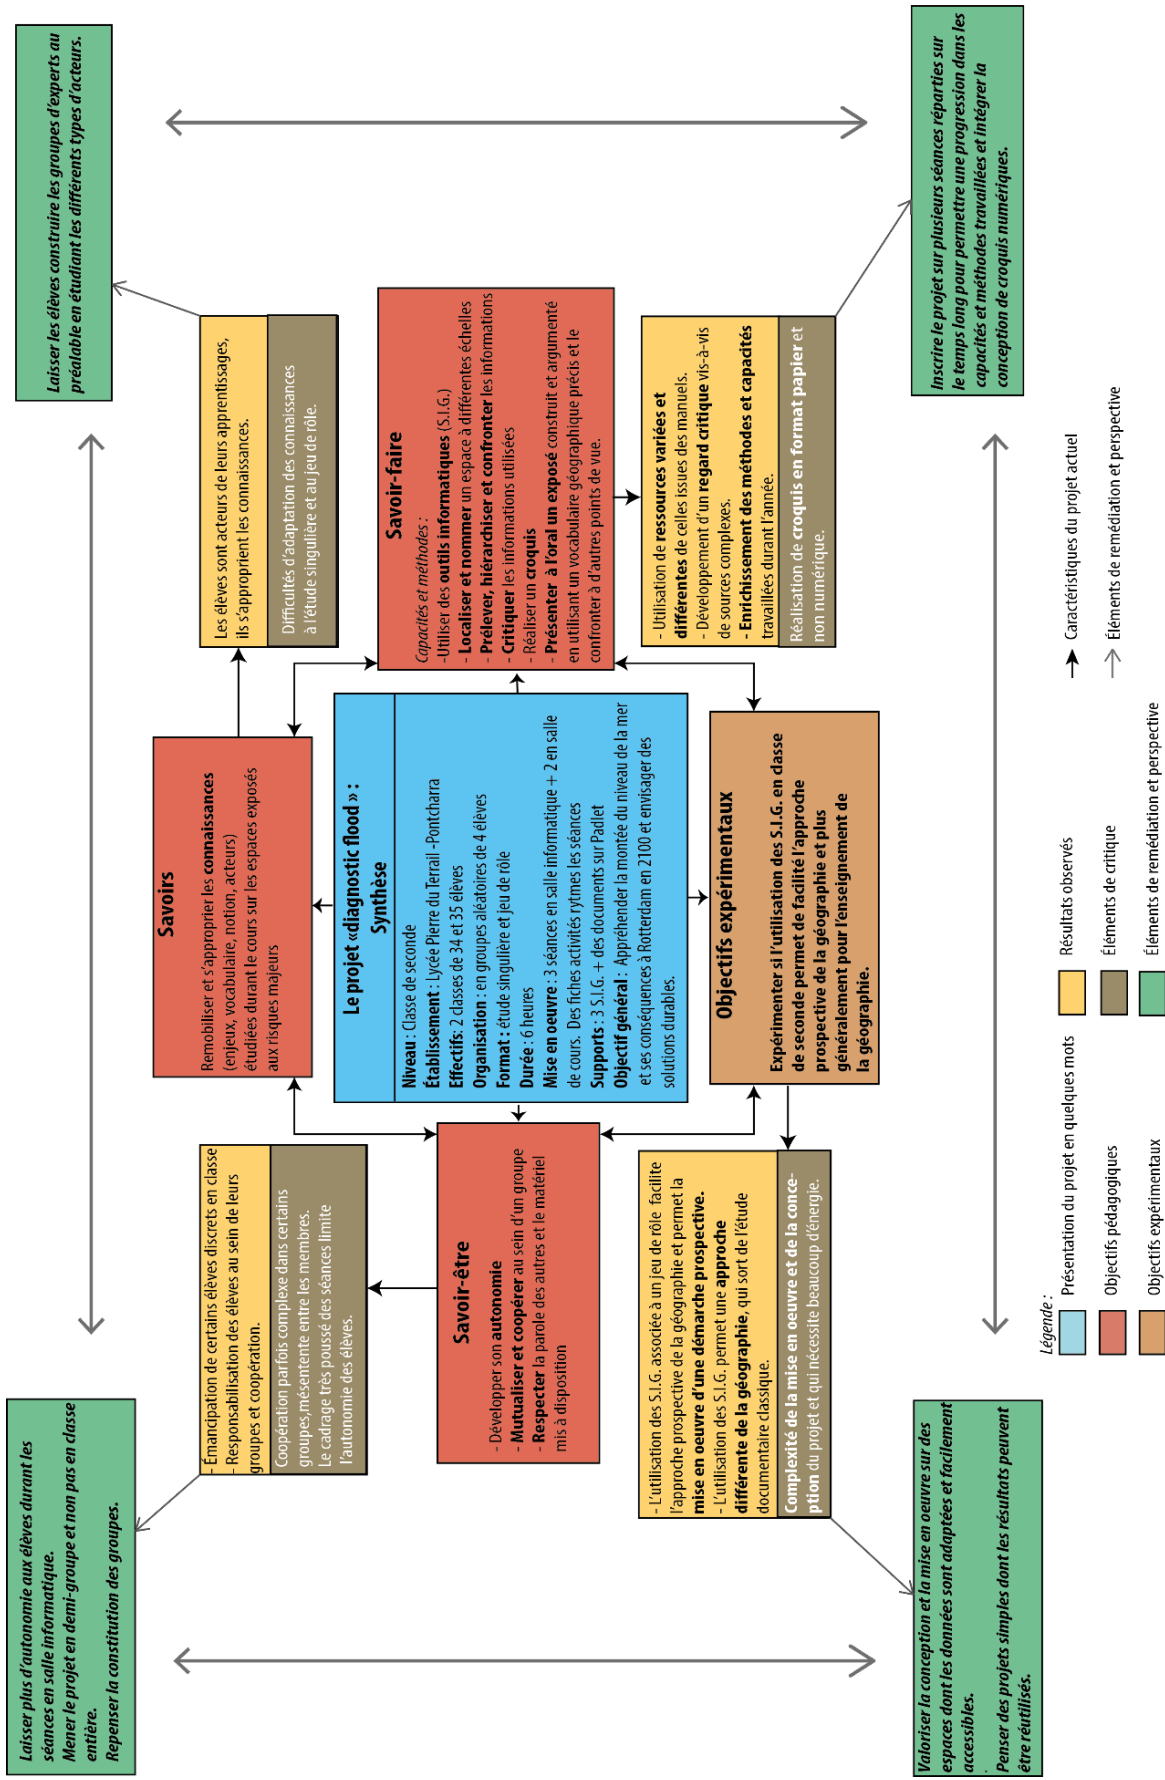 Laisser plus d'autonomie aux élèves durant les
séances en salle informatique.
Mener le projet en demi-groupe et non pas en classe
entière.
Repenser la constitution des groupes.
Laisser les élèves construire les groupes d'experts au
préalable en étudiant les différents types d'acteurs.
- Émancipation de certains élèves discrets en classe
- Responsabilisation des élèves au sein de leurs
groupes et coopération.
Coopération parfois complexe dans certains
groupes,mésentente entre les membres.
Le cadrage très poussé des séances limite
l'autonomie des élèves.
Savoirs
Remobiliser et s'approprier les connaissances
(enjeux, vocabulaire, notion, acteurs)
étudiées durant le cours sur les espaces exposés
aux risques majeurs
Les élèves sont acteurs de leurs apprentissages,
ils s'approprient les connaissances.
Difficultés d'adaptation des connaissances
à l'étude singulière et au jeu de rôle.
Savoir-être
- Développer son autonomie
- Mutualiser et coopérer au sein d'un groupe
- Respecter la parole des autres et le matériel
mis à disposition
Le projet «diagnostic flood» :
Synthèse
Niveau : Classe de seconde
Établissement : Lycée Pierre du Terrail -Pontcharra
Effectifs: 2 classes de 34 et 35 élèves
Organisation : en groupes aléatoires de 4 élèves
Format : étude singulière et jeu de rôle
Durée : 6 heures
Mise en oeuvre : 3 séances en salle informatique + 2 en salle
de cours. Des fiches activités rytmes les séances
Supports : 3 S.I.G. + des documents sur Padlet
Objectif général : Appréhender la montée du niveau de la mer
et ses conséquences à Rotterdam en 2100 et envisager des
solutions durables.
Savoir-faire
Capacités et méthodes :
-Utiliser des outils informatiques (S.I.G.)
- Localiser et nommer un espace à différentes échelles
- Prélever, hiérarchiser et confronter les informations
- Critiquer les informations utilisées
- Réaliser un croquis
- Présenter à l'oral un exposé construit et argumenté
en utilisant un vocabulaire géographique précis et le
confronter à d'autres points de vue.
- L'utilisation des S.I.G. associée à un jeu de rôle facilite
l'approche prospective de la géographie et permet la
mise en oeuvre d'une démarche prospective.
- L'utilisation des S.I.G. permet une approche
différente de la géographie, qui sort de l'étude
documentaire classique.
Complexité de la mise en oeuvre et de la conce-
ption du projet et qui nécessite beaucoup d'énergie.
Objectifs expérimentaux
Expérimenter si l'utilisation des S.I.G. en classe
de seconde permet de facilité l'approche
prospective de la géographie et plus
généralement pour l'enseignement de
la géographie.
- Utilisation de ressources variées et
différentes de celles issues des manuels.
- Développement d'un regard critique vis-à-vis
de sources complexes.
- Enrichissement des méthodes et capacités
travaillées durant l'année.
Réalisation de croquis en format papier et
non numérique.
Valoriser la conception et la mise en oeuvre sur des
espaces dont les données sont adaptées et facilement
accessibles.
.
Penser des projets simples dont les résultats peuvent
être réutilisés.
Inscrire le projet sur plusieurs séances réparties sur
le temps long pour permettre une progression dans les
capacités et méthodes travaillées et intégrer la
conception de croquis numériques.
Légende :
Présentation du projet en quelques mots
Objectifs pédagogiques
Objectifs expérimentaux
Résultats observés
Éléments de critique
Éléments de remédiation et perspective
Caractéristiques du projet actuel
Éléments de remédiation et perspective